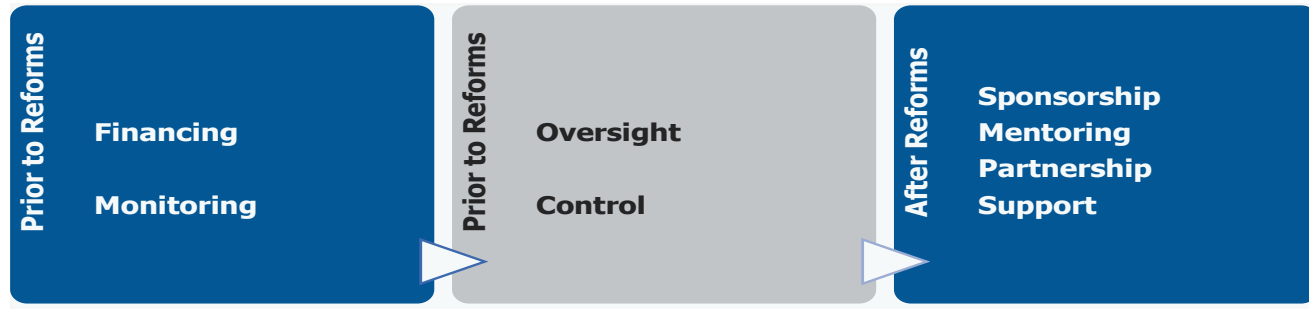 Prior to Reforms
Financing
Monitoring
Prior to Reforms
Oversight
Control
After Reforms
Sponsorship
Mentoring
Partnership
Support